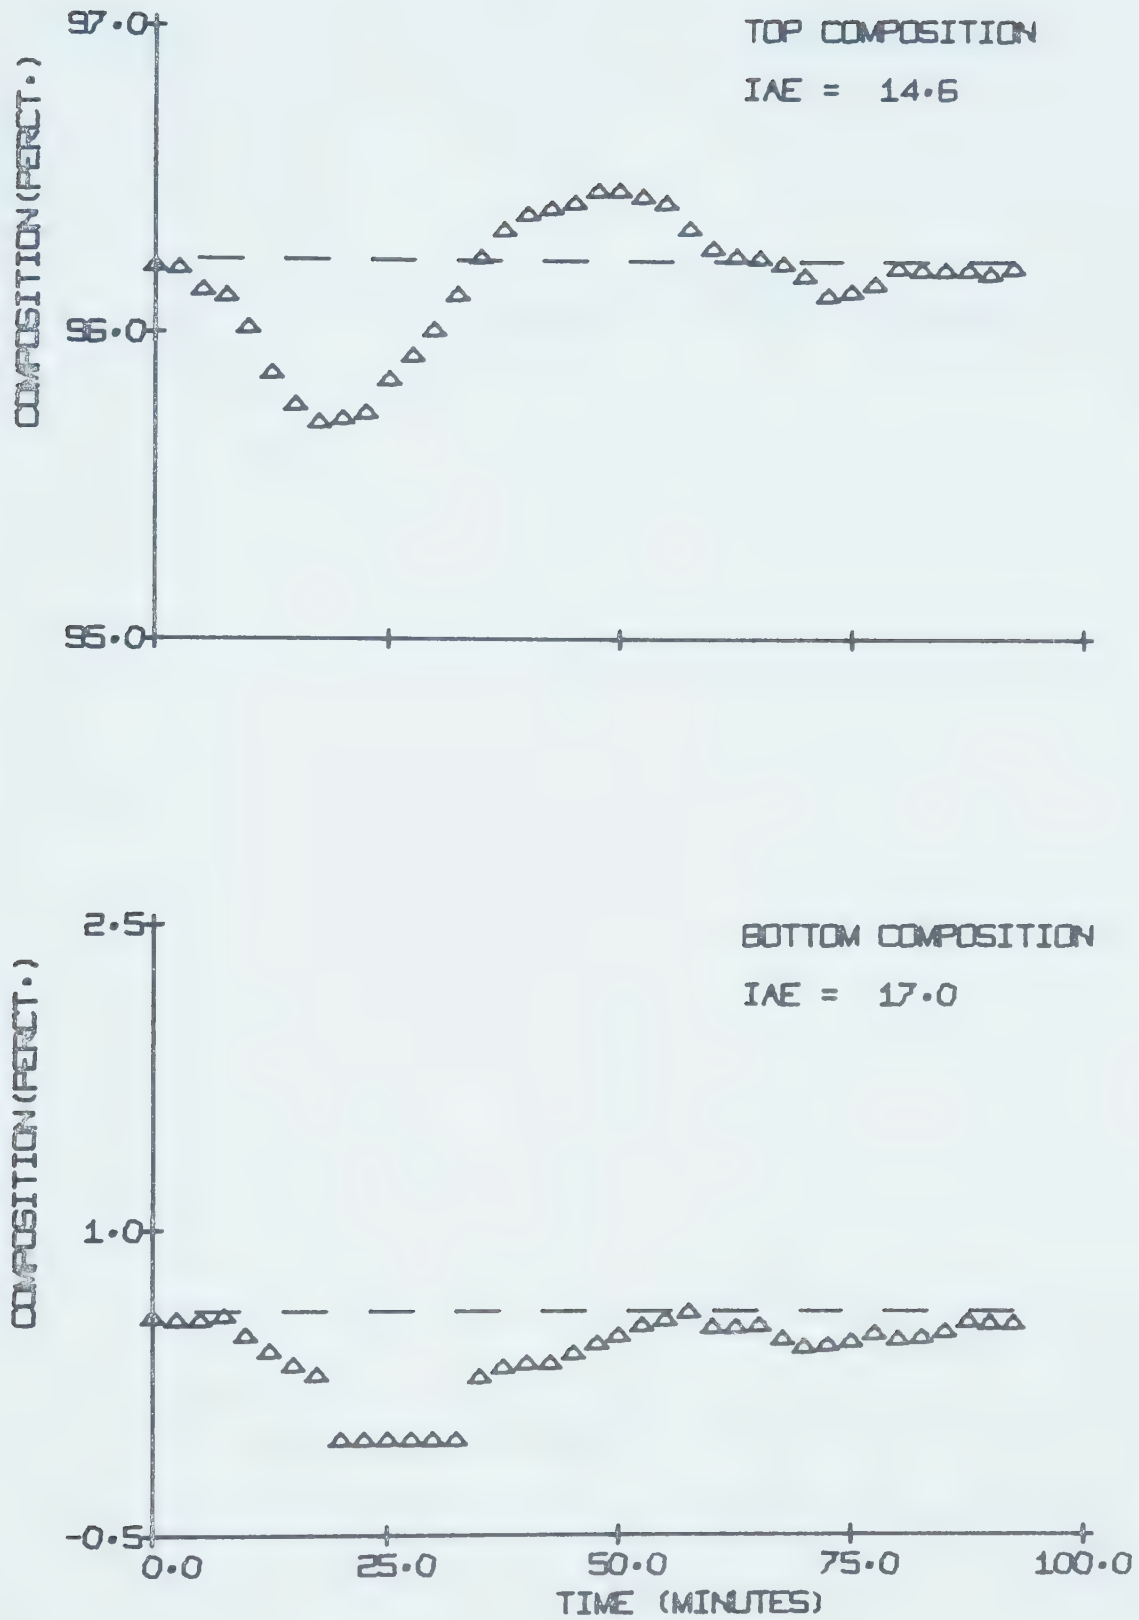 97.0
TOP COMPOSITION
IAE = 14.6
COMPOSITION(PERCT.)
96.0
95.0
2.5
BOTTOM COMPOSITION
IAE = 17.0
COMPOSITION(PERCT.)
1.0
-0.5
0.0 25.0 50.0 75.0 100.0
TIME (MINUTES)